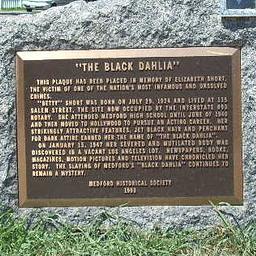 "THE BLACK DAHLIA"
THIS PLAQUE HAS BEEN PLACED IN MEMORY OF ELIZABETH SHORT,
THE VICTIM OF ONE OF THE NATION'S MOST INFAMOUS AND UNSOLVED
CRIMES.
"BETTY" SHORT WAS BORN ON JULY 29, 1924 AND LIVED AT 115
SALEM STREET, THE SITE NOW OCCUPIED BY THE INTERSTATE #93
ROTARY. SHE ATTENDED MEDFORD HIGH SCHOOL UNTIL JUNE OF 1940
AND THEN MOVED TO HOLLYWOOD TO PURSUE AN ACTING CAREER. HER
STRIKINGLY ATTRACTIVE FEATURES, JET BLACK HAIR AND PENCHANT
FOR DARK ATTIRE EARNED HER THE NAME OF "THE BLACK DAHLIA".
ON JANUARY 15, 1947 HER SEVERED AND MUTILATED BODY WAS
DISCOVERED IN A VACANT LOS ANGELES LOT. NEWSPAPERS, BOOKS,
MAGAZINES, MOTION PICTURES AND TELEVISION HAVE CHRONICLED HER
STORY. THE SLAYING OF MEDFORD'S "BLACK DAHLIA" CONTINUES TO
REMAIN A MYSTERY.
MEDFORD HISTORICAL SOCIETY
1993